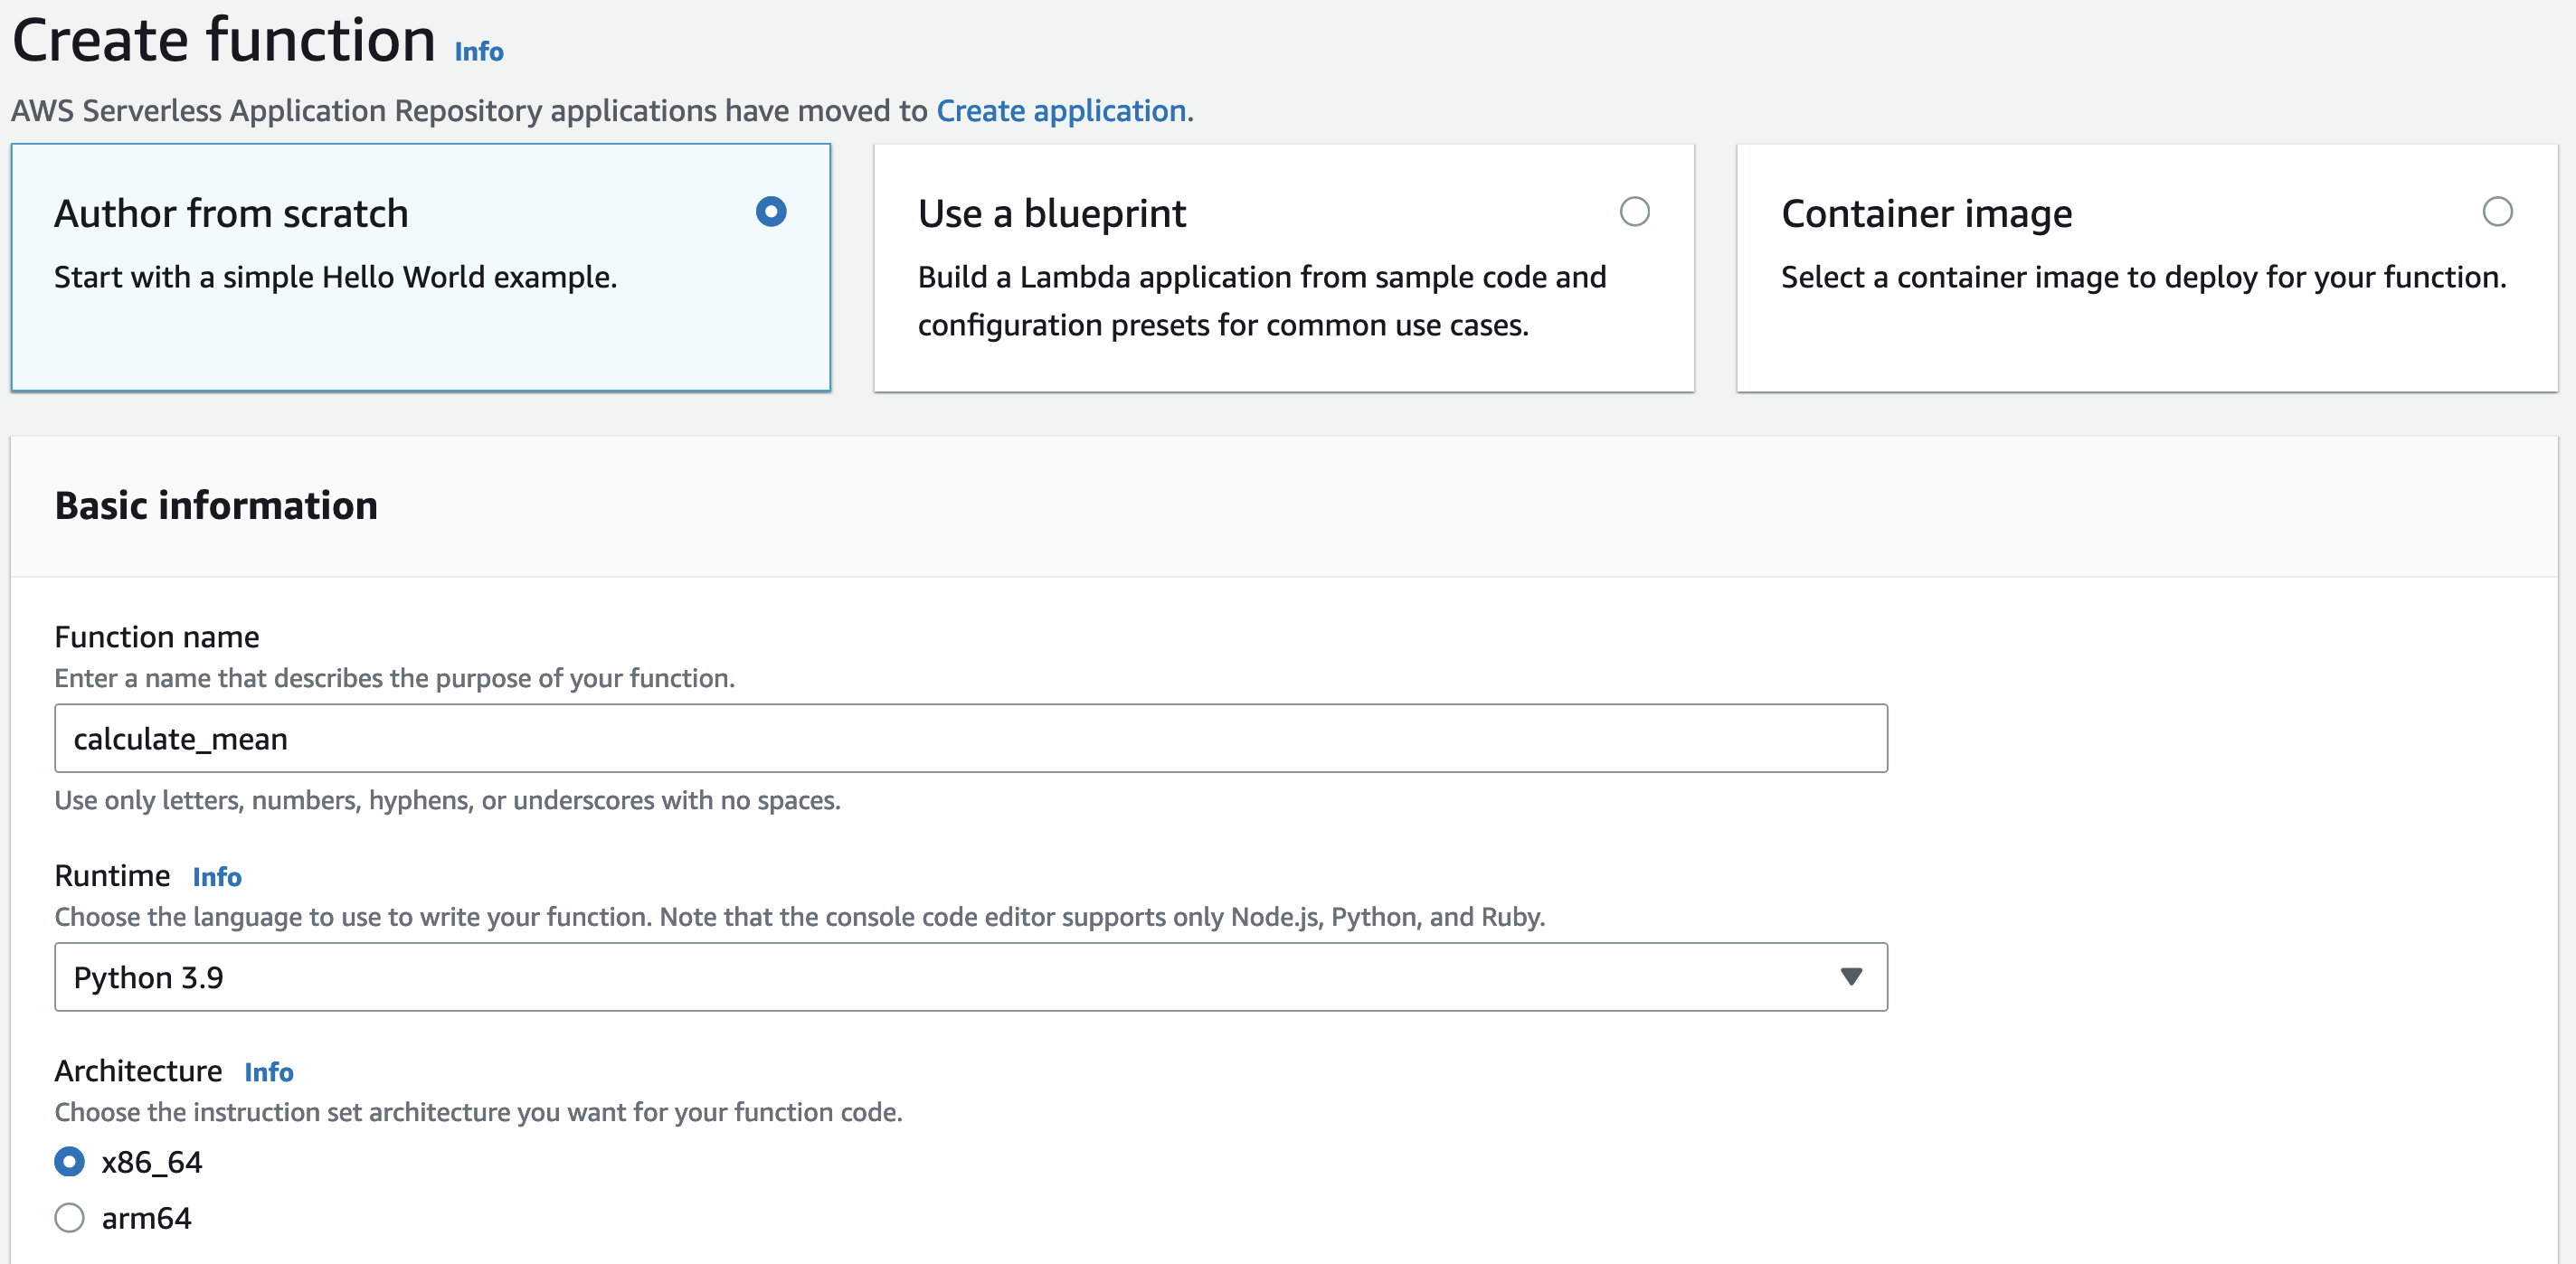 Create function Info
AWS Serverless Application Repository applications have moved to Create application.
Author from scratch
Start with a simple Hello World example.
Use a blueprint
Build a Lambda application from sample code and
configuration presets for common use cases.
Container image
Select a container image to deploy for your function.
Basic information
Function name
Enter a name that describes the purpose of your function.
calculate_mean
Use only letters, numbers, hyphens, or underscores with no spaces.
Runtime Info
Choose the language to use to write your function. Note that the console code editor supports only Node.js, Python, and Ruby.
Python 3.9
Architecture Info
Choose the instruction set architecture you want for your function code.
x86_64
arm64